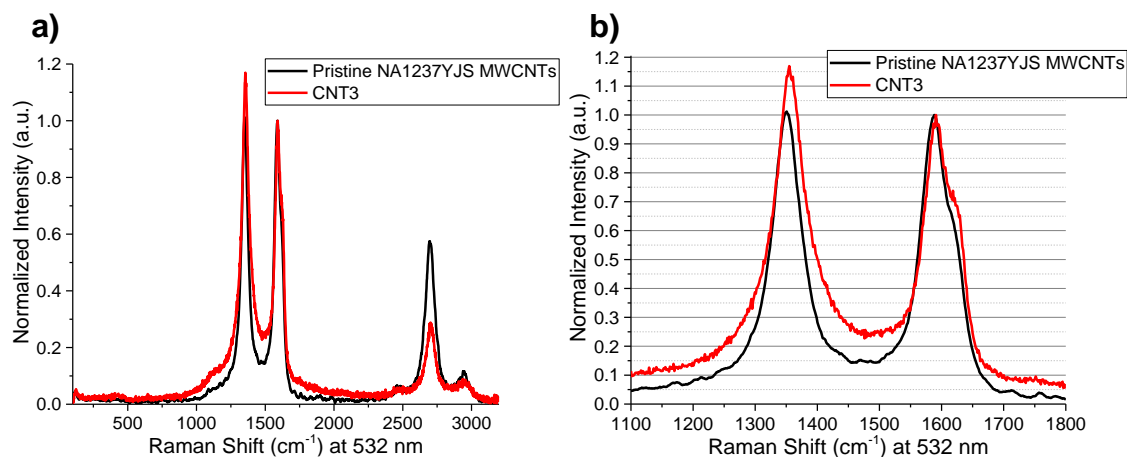 a)
Pristine NA1237YJS MWCNTs
CNT3
Normalized Intensity (a.u.)
1.2
1.0
0.8
0.6
0.4
0.2
0.0
500 1000 1500 2000 2500 3000
Raman Shift (cm⁻¹) at 532 nm
b)
Pristine NA1237YJS MWCNTs
CNT3
Normalized Intensity (a.u.)
1.2
1.1
1.0
0.9
0.8
0.7
0.6
0.5
0.4
0.3
0.2
0.1
0.0
1100 1200 1300 1400 1500 1600 1700 1800
Raman Shift (cm⁻¹) at 532 nm